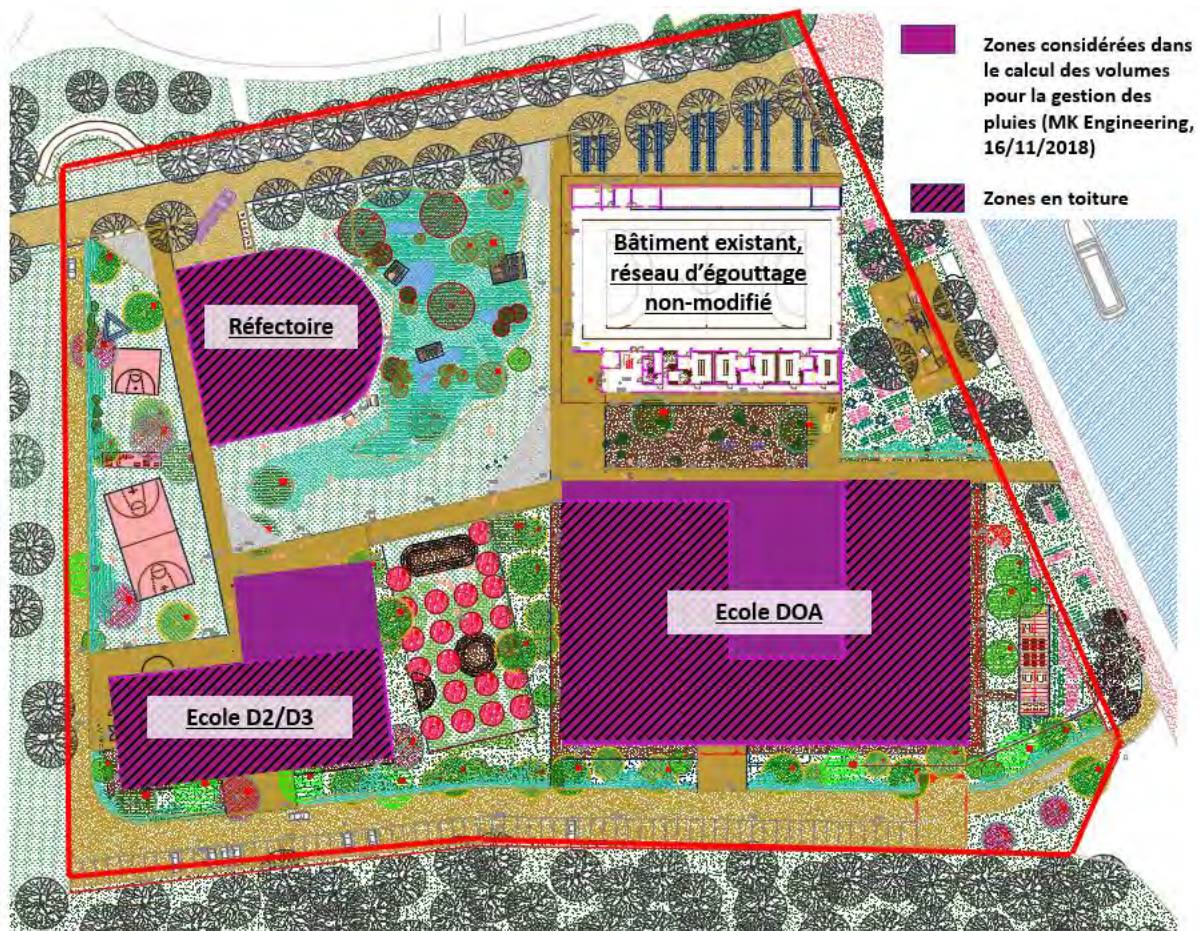 Zones considérées dans
le calcul des volumes
pour la gestion des
pluies (MK Engineering,
16/11/2018)
Zones en toiture
Bâtiment existant,
réseau d'égouttage
non-modifié
Réfectoire
Ecole DOA
Ecole D2/D3